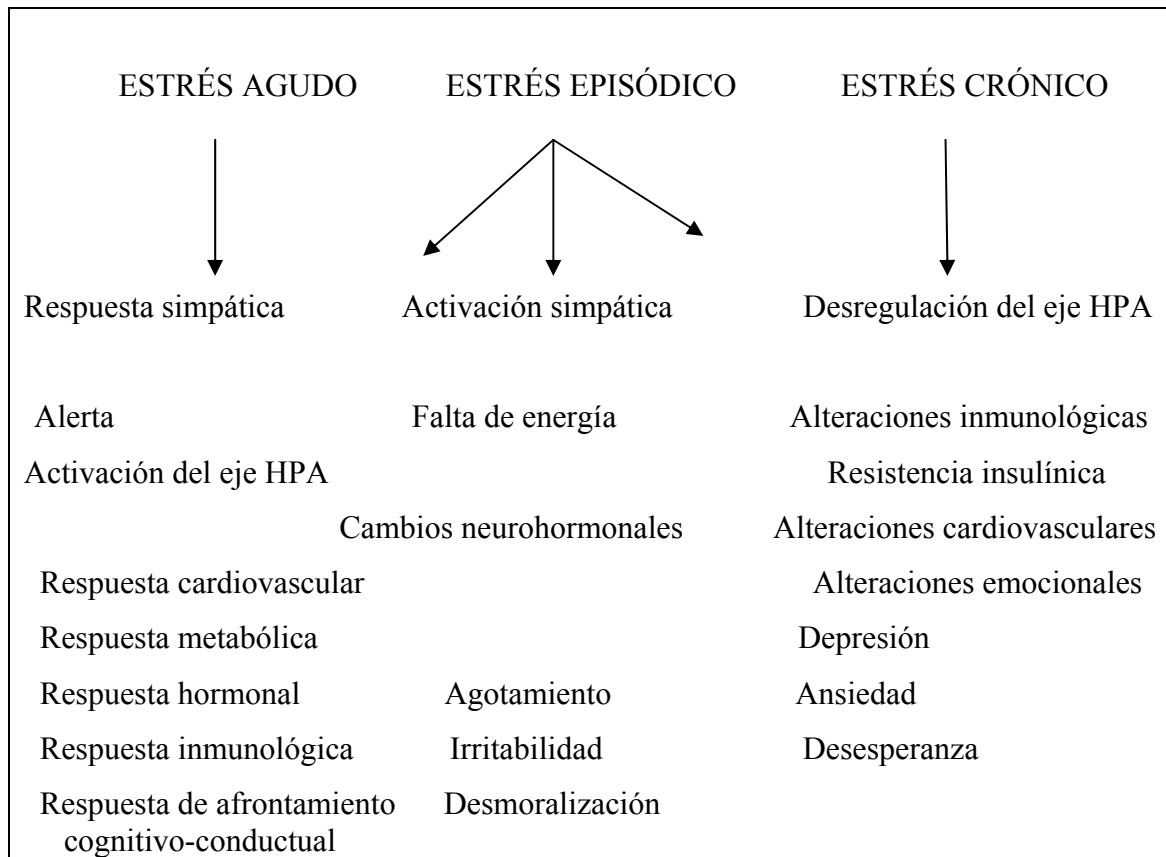 ESTRÉS AGUDO ESTRÉS EPISÓDICO ESTRÉS CRÓNICO
Respuesta simpática Activación simpática Desregulación del eje HPA
Alerta Falta de energía Alteraciones inmunológicas
Activación del eje HPA Resistencia insulínica
Cambios neurohormonales Alteraciones cardiovasculares
Respuesta cardiovascular Alteraciones emocionales
Respuesta metabólica Depresión
Respuesta hormonal Agotamiento Ansiedad
Respuesta inmunológica Irritabilidad Desesperanza
Respuesta de afrontamiento Desmoralización
cognitivo-conductual